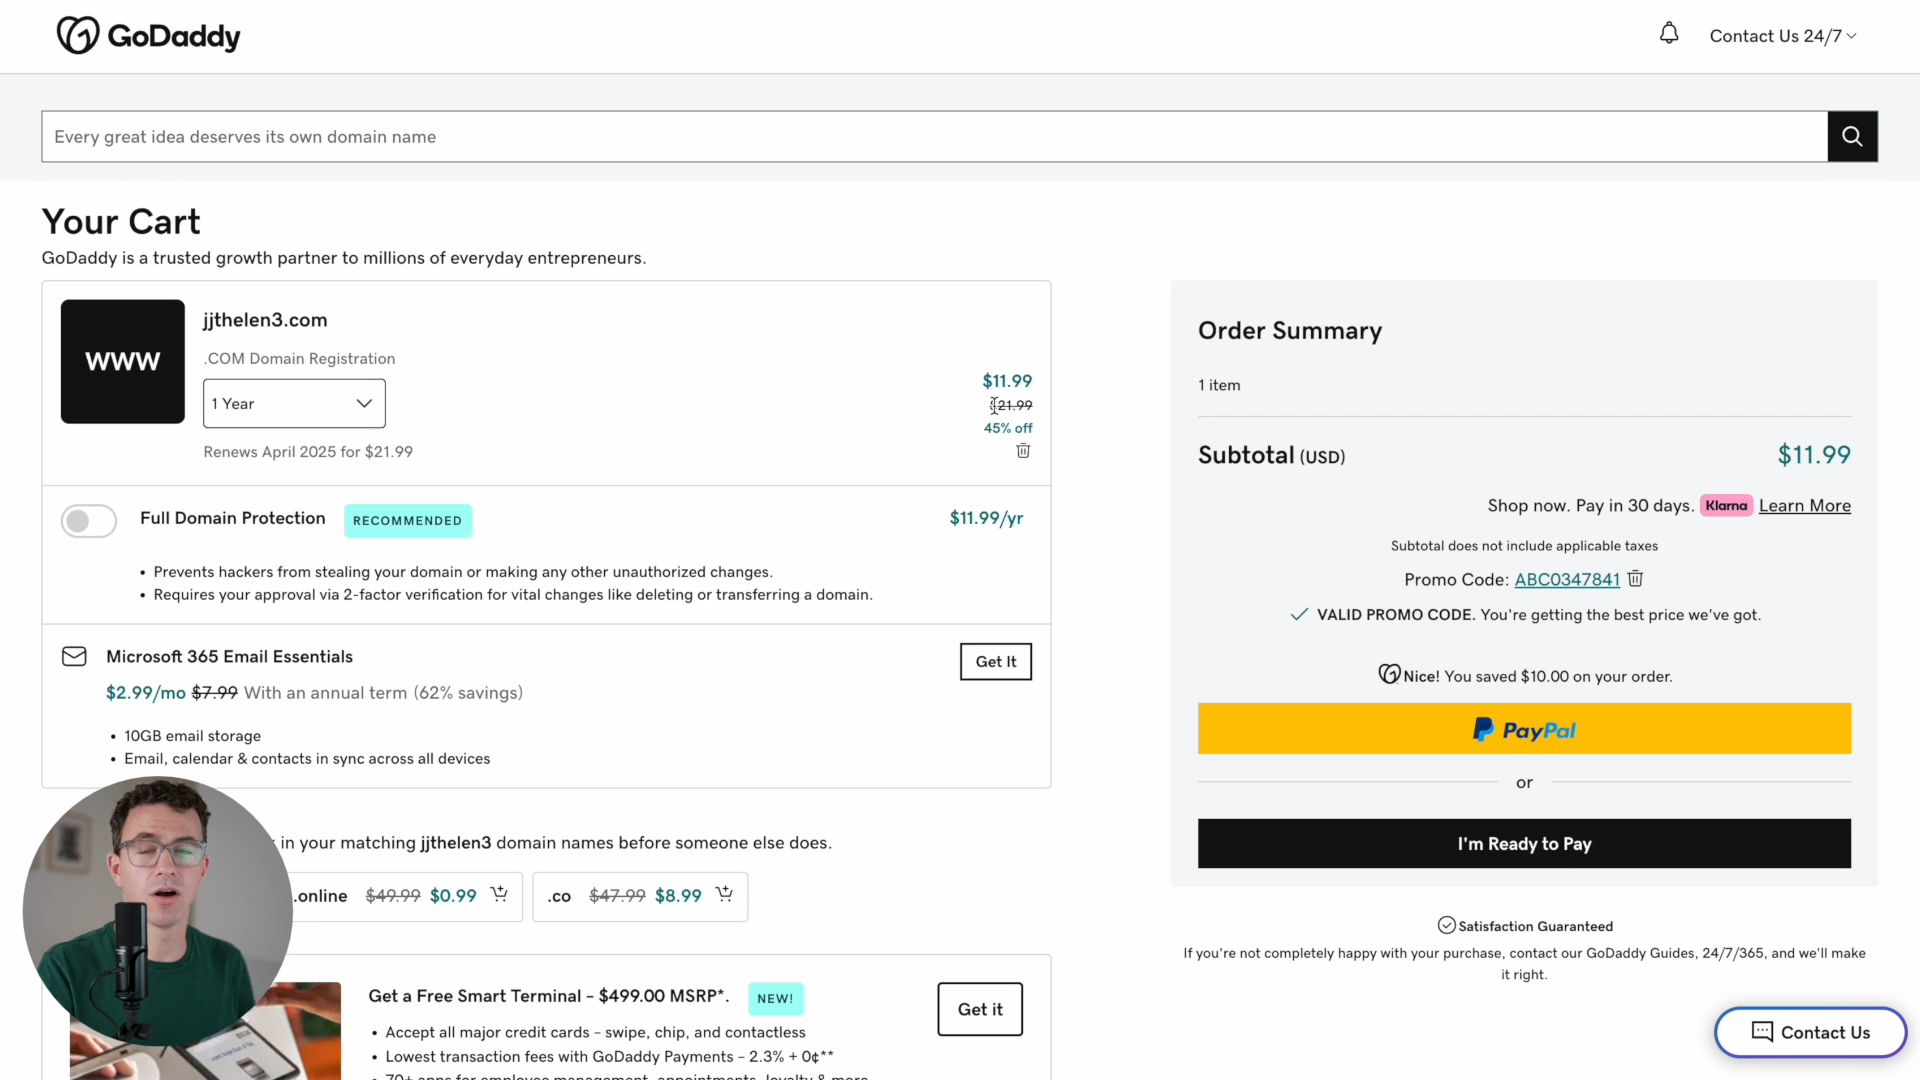 GoDaddy
Contact Us 24/7
Every great idea deserves its own domain name
Your Cart
GoDaddy is a trusted growth partner to millions of everyday entrepreneurs.
www
jjthelen3.com
.COM Domain Registration
1 Year
Renews April 2025 for $21.99
$11.99
21.99
45% off
Full Domain Protection
RECOMMENDED
$11.99/yr
• Prevents hackers from stealing your domain or making any other unauthorized changes.
• Requires your approval via 2-factor verification for vital changes like deleting or transferring a domain.
Microsoft 365 Email Essentials
Get It
$2.99/mo $7.99 With an annual term (62% savings)
• 10GB email storage
• Email, calendar & contacts in sync across all devices
in your matching jjthelen3 domain names before someone else does.
.online $49.99 $0.99
.co $47.99 $8.99
Get a Free Smart Terminal – $499.00 MSRP*.
NEW!
Get it
• Accept all major credit cards – swipe, chip, and contactless
• Lowest transaction fees with GoDaddy Payments – 2.3% + 0¢**
• 70+ apps for employee management, appointments, loyalty & more
Order Summary
1 item
Subtotal (USD)
$11.99
Shop now. Pay in 30 days. Klarna Learn More
Subtotal does not include applicable taxes
Promo Code: ABC0347841
VALID PROMO CODE. You're getting the best price we've got.
Nice! You saved $10.00 on your order.
PayPal
or
I'm Ready to Pay
Satisfaction Guaranteed
If you're not completely happy with your purchase, contact our GoDaddy Guides, 24/7/365, and we'll make
it right.
Contact Us